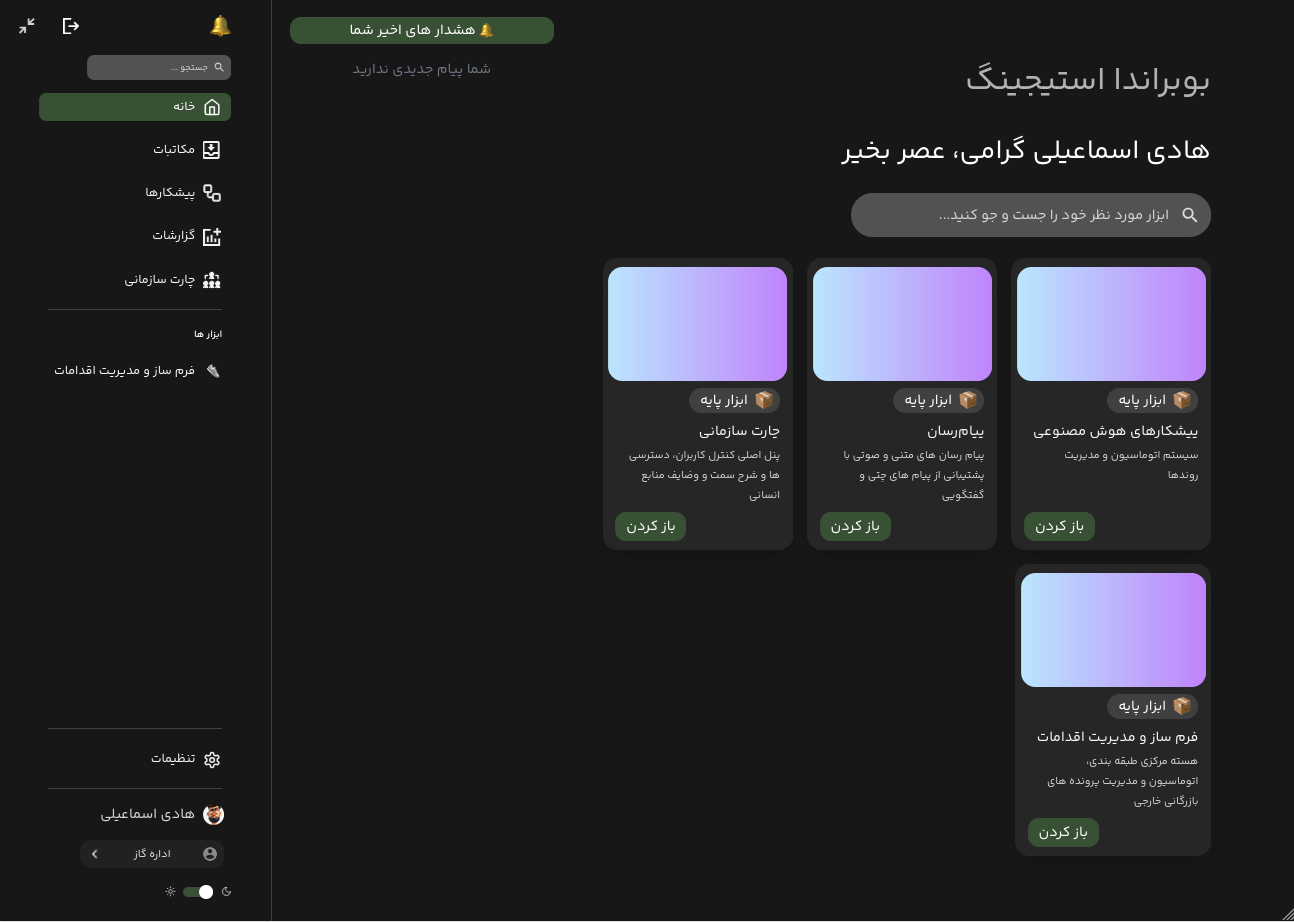 جستجو ...
خانه
مکاتبات
پیشکارها
گزارشات
چارت سازمانی
ابزار ها
فرم ساز و مدیریت اقدامات
تنظیمات
هادی اسماعیلی
اداره گاز
🔔 هشدار های اخیر شما
شما پیام جدیدی ندارید
بوبراندا استیجینگ
هادی اسماعیلی گرامی، عصر بخیر
ابزار مورد نظر خود را جست و جو کنید...
📦 ابزار پایه
پیشکارهای هوش مصنوعی
سیستم اتوماسیون و مدیریت
روندها
باز کردن
📦 ابزار پایه
پیام‌رسان
پیام رسان های متنی و صوتی با
پشتیبانی از پیام های چتی و
گفتگویی
باز کردن
📦 ابزار پایه
چارت سازمانی
پنل اصلی کنترل کاربران، دسترسی
ها و شرح سمت و وضایف منابع
انسانی
باز کردن
📦 ابزار پایه
فرم ساز و مدیریت اقدامات
هسته مرکزی طبقه بندی،
اتوماسیون و مدیریت پرونده های
بازرگانی خارجی
باز کردن